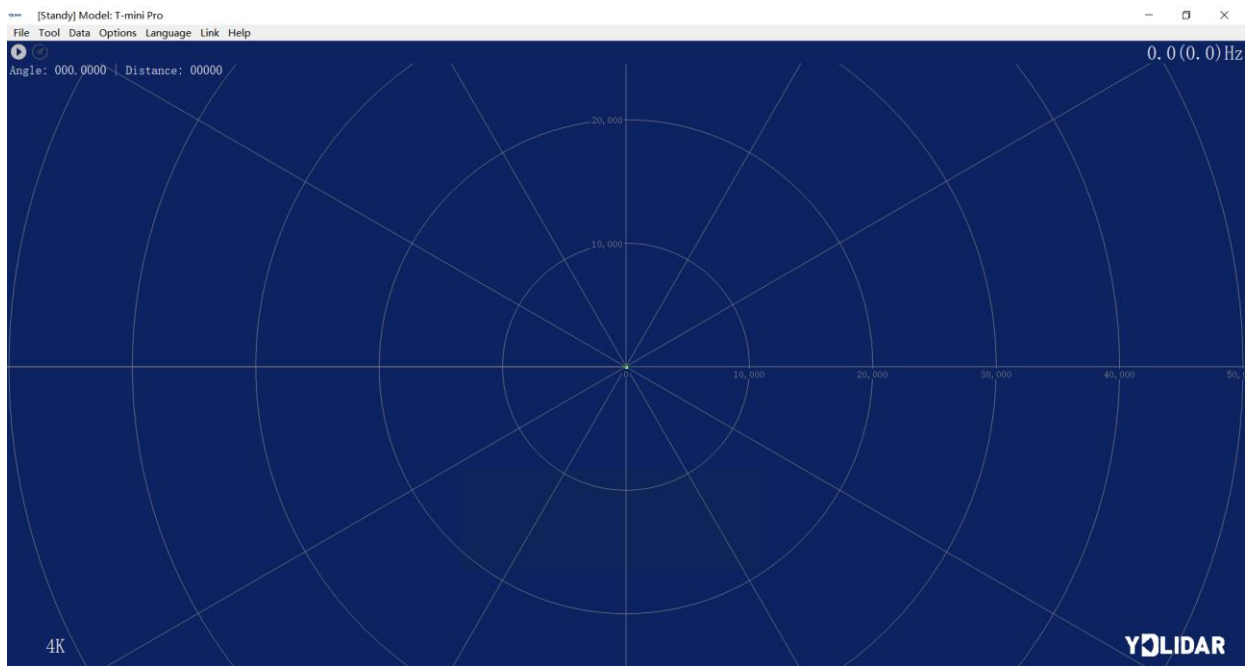 [Standy] Model: T-mini Pro
File Tool Data Options Language Link Help
0.0(0.0)Hz
Angle: 000.0000 | Distance: 00000
20,000
10,000
0 10,000 20,000 30,000 40,000 50,
4K
YDLIDAR